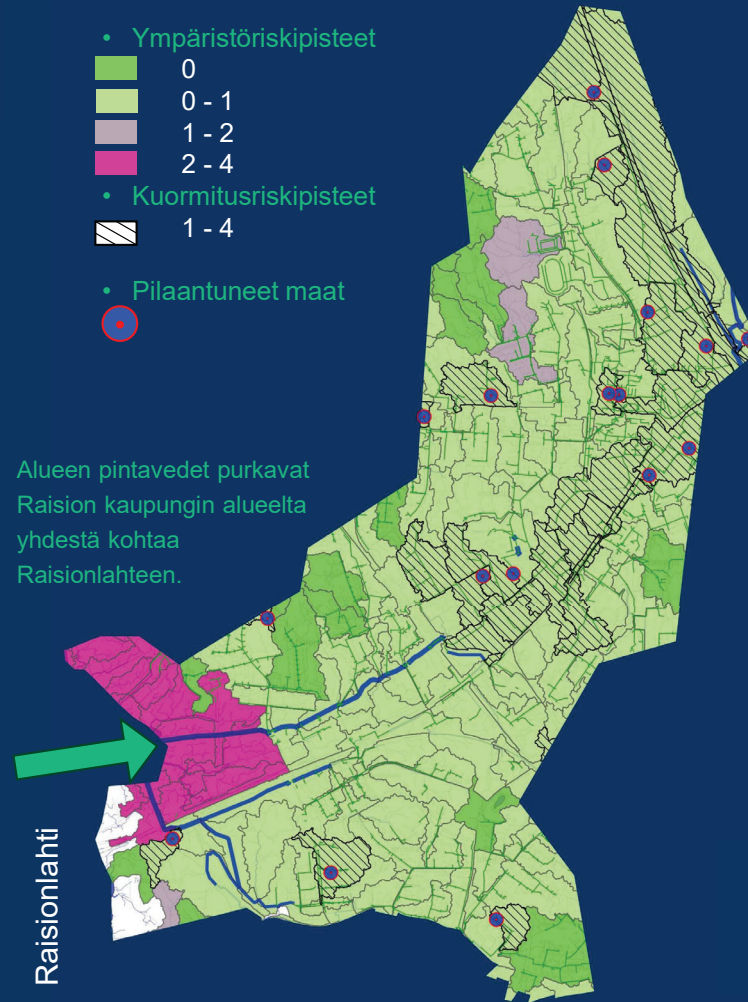 • Ympäristöriskipisteet
0
0 - 1
1 - 2
2 - 4
• Kuormitusriskipisteet
1 - 4
• Pilaantuneet maat
Alueen pintavedet purkavat
Raision kaupungin alueelta
yhdestä kohtaa
Raisionlahteen.
Raisionlahti